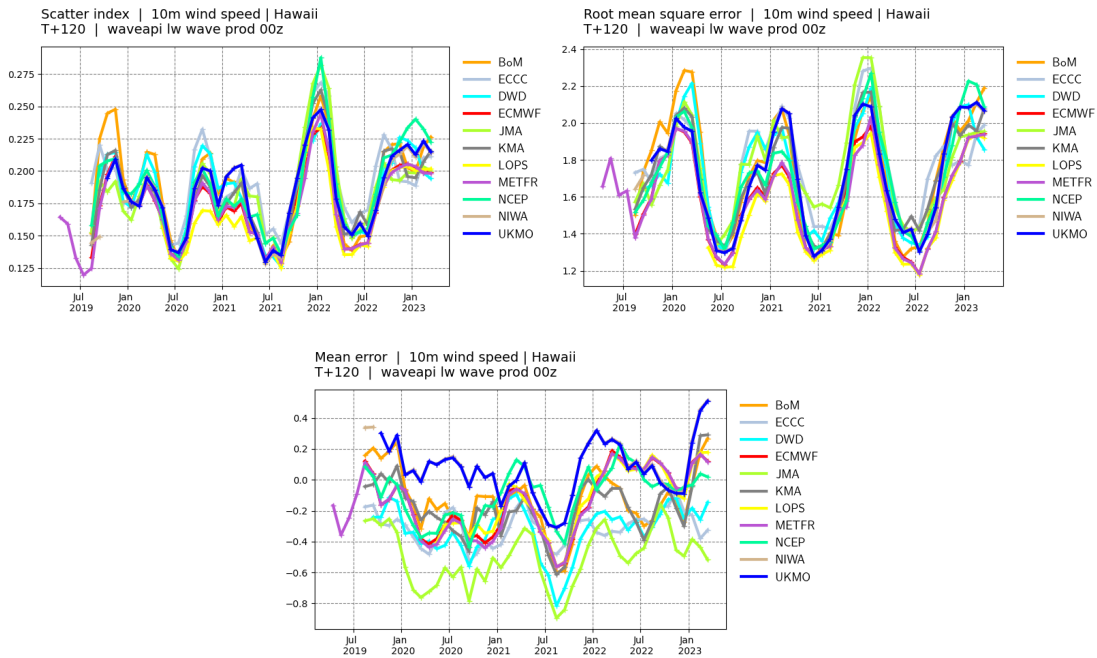 Scatter index | 10m wind speed | Hawaii
T+120 | waveapi lw wave prod 00z
0.275
0.250
0.225
0.200
0.175
0.150
0.125
Jul 2019
Jan 2020
Jul 2020
Jan 2021
Jul 2021
Jan 2022
Jul 2022
Jan 2023
BoM
ECCC
DWD
ECMWF
JMA
KMA
LOPS
METFR
NCEP
NIWA
UKMO
Root mean square error | 10m wind speed | Hawaii
T+120 | waveapi lw wave prod 00z
2.4
2.2
2.0
1.8
1.6
1.4
1.2
Jul 2019
Jan 2020
Jul 2020
Jan 2021
Jul 2021
Jan 2022
Jul 2022
Jan 2023
BoM
ECCC
DWD
ECMWF
JMA
KMA
LOPS
METFR
NCEP
NIWA
UKMO
Mean error | 10m wind speed | Hawaii
T+120 | waveapi lw wave prod 00z
0.4
0.2
0.0
−0.2
−0.4
−0.6
−0.8
Jul 2019
Jan 2020
Jul 2020
Jan 2021
Jul 2021
Jan 2022
Jul 2022
Jan 2023
BoM
ECCC
DWD
ECMWF
JMA
KMA
LOPS
METFR
NCEP
NIWA
UKMO